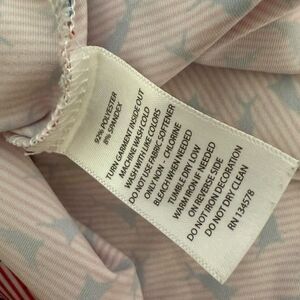 92% POLYESTER
8% SPANDEX
TURN GARMENT INSIDE OUT
MACHINE WASH COLD
WASH WITH LIKE COLORS
DO NOT USE FABRIC SOFTENER
ONLY NON - CHLORINE
BLEACH WHEN NEEDED
TUMBLE DRY LOW
WARM IRON IF NEEDED
ON REVERSE SIDE
DO NOT IRON DECORATION
DO NOT DRY CLEAN
RN 134578